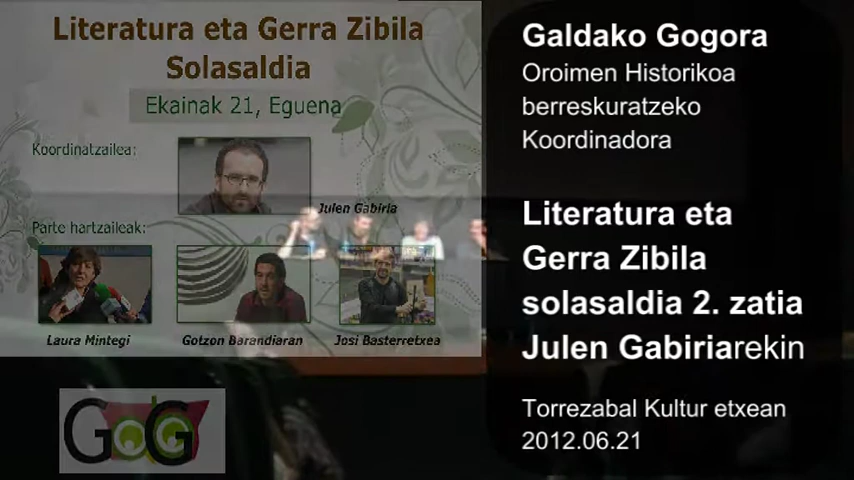 Literatura eta Gerra Zibila
Solasaldia
Ekainak 21, Eguena
Koordinatzailea:
Julen Gabiria
Parte hartzaileak:
Laura Mintegi
Gotzon Barandiaran
Josi Basterretxea
GoG
Galdako Gogora
Oroimen Historikoa
berreskuratzeko
Koordinadora
Literatura eta
Gerra Zibila
solasaldia 2. zatia
Julen Gabiriarekin
Torrezabal Kultur etxean
2012.06.21